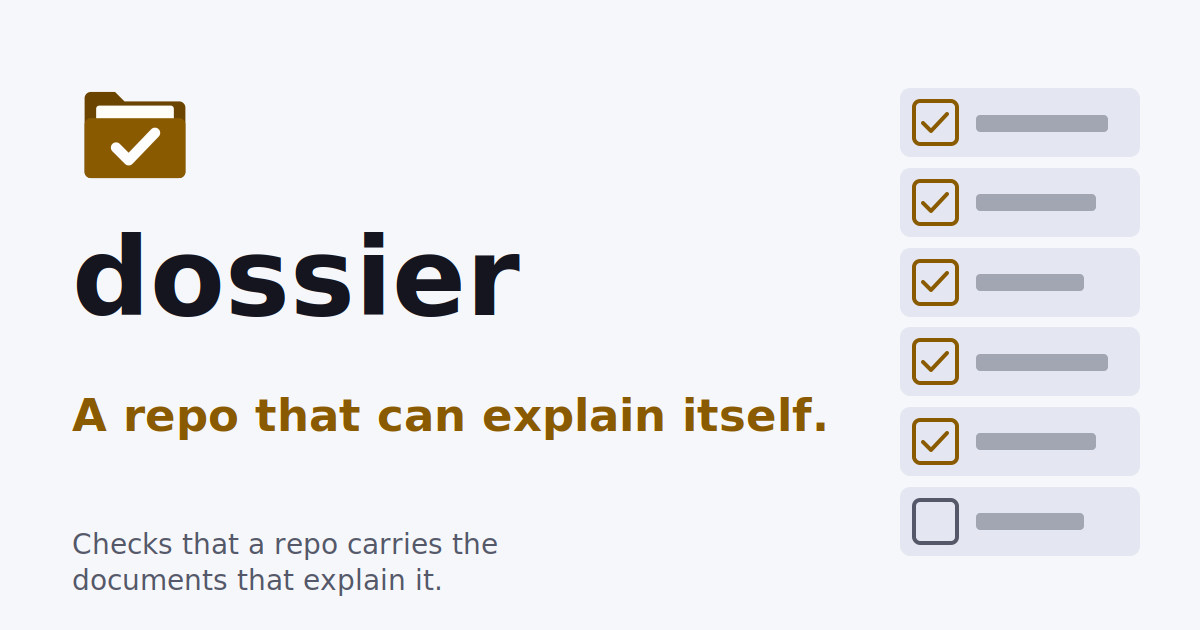 dossier
A repo that can explain itself.
Checks that a repo carries the
documents that explain it.